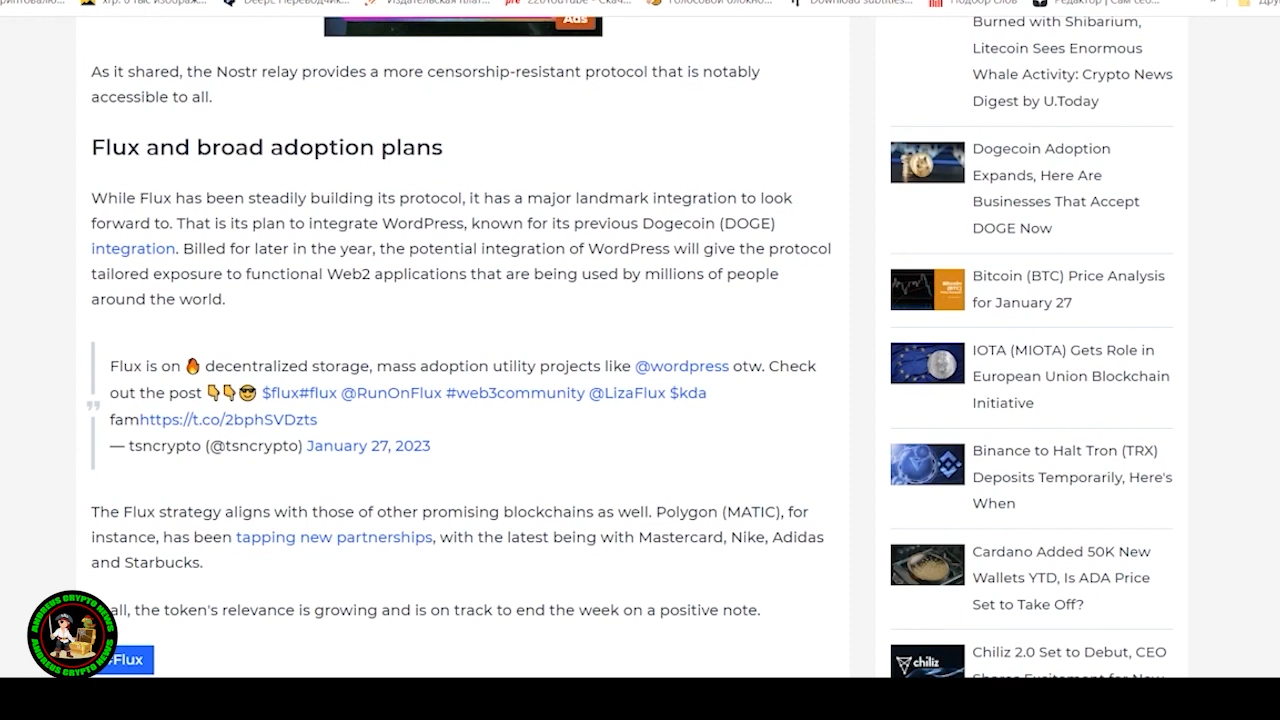 Ads
As it shared, the Nostr relay provides a more censorship-resistant protocol that is notably
accessible to all.
Flux and broad adoption plans
While Flux has been steadily building its protocol, it has a major landmark integration to look
forward to. That is its plan to integrate WordPress, known for its previous Dogecoin (DOGE)
integration. Billed for later in the year, the potential integration of WordPress will give the protocol
tailored exposure to functional Web2 applications that are being used by millions of people
around the world.
Flux is on 🔥 decentralized storage, mass adoption utility projects like @wordpress otw. Check
out the post 👇👇😎 $flux#flux @RunOnFlux #web3community @LizaFlux $kda
famhttps://t.co/2bphSVDzts
— tsncrypto (@tsncrypto) January 27, 2023
The Flux strategy aligns with those of other promising blockchains as well. Polygon (MATIC), for
instance, has been tapping new partnerships, with the latest being with Mastercard, Nike, Adidas
and Starbucks.
all, the token's relevance is growing and is on track to end the week on a positive note.
#Flux
ANDREUS CRYPTO NEWS
ANDREUS CRYPTO NEWS
Burned with Shibarium,
Litecoin Sees Enormous
Whale Activity: Crypto News
Digest by U.Today
Dogecoin Adoption
Expands, Here Are
Businesses That Accept
DOGE Now
Bitcoin (BTC) Price Analysis
for January 27
IOTA (MIOTA) Gets Role in
European Union Blockchain
Initiative
Binance to Halt Tron (TRX)
Deposits Temporarily, Here's
When
Cardano Added 50K New
Wallets YTD, Is ADA Price
Set to Take Off?
chiliz
Chiliz 2.0 Set to Debut, CEO